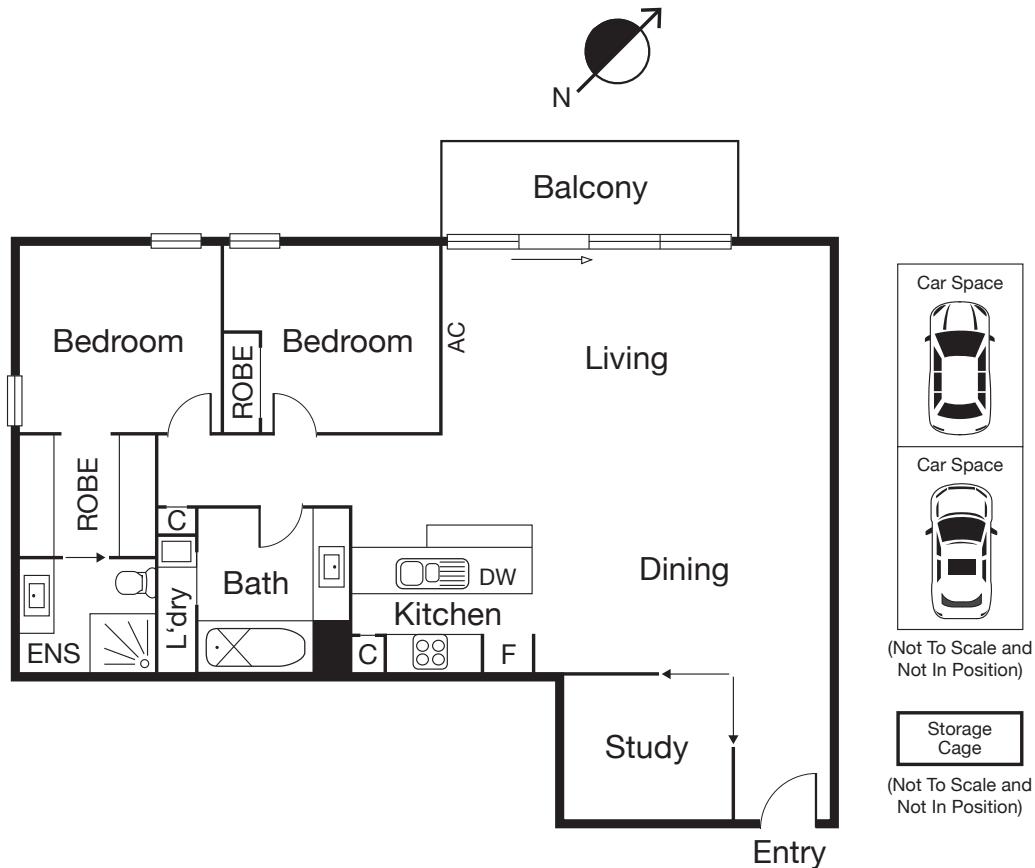 N
Balcony
Car Space
Bedroom
Bedroom
AC
Living
ROBE
Car Space
ROBE
C
Dining
DW
Bath
L'dry
Kitchen
(Not To Scale and
Not In Position)
ENS
C
F
Storage
Cage
Study
(Not To Scale and
Not In Position)
Entry